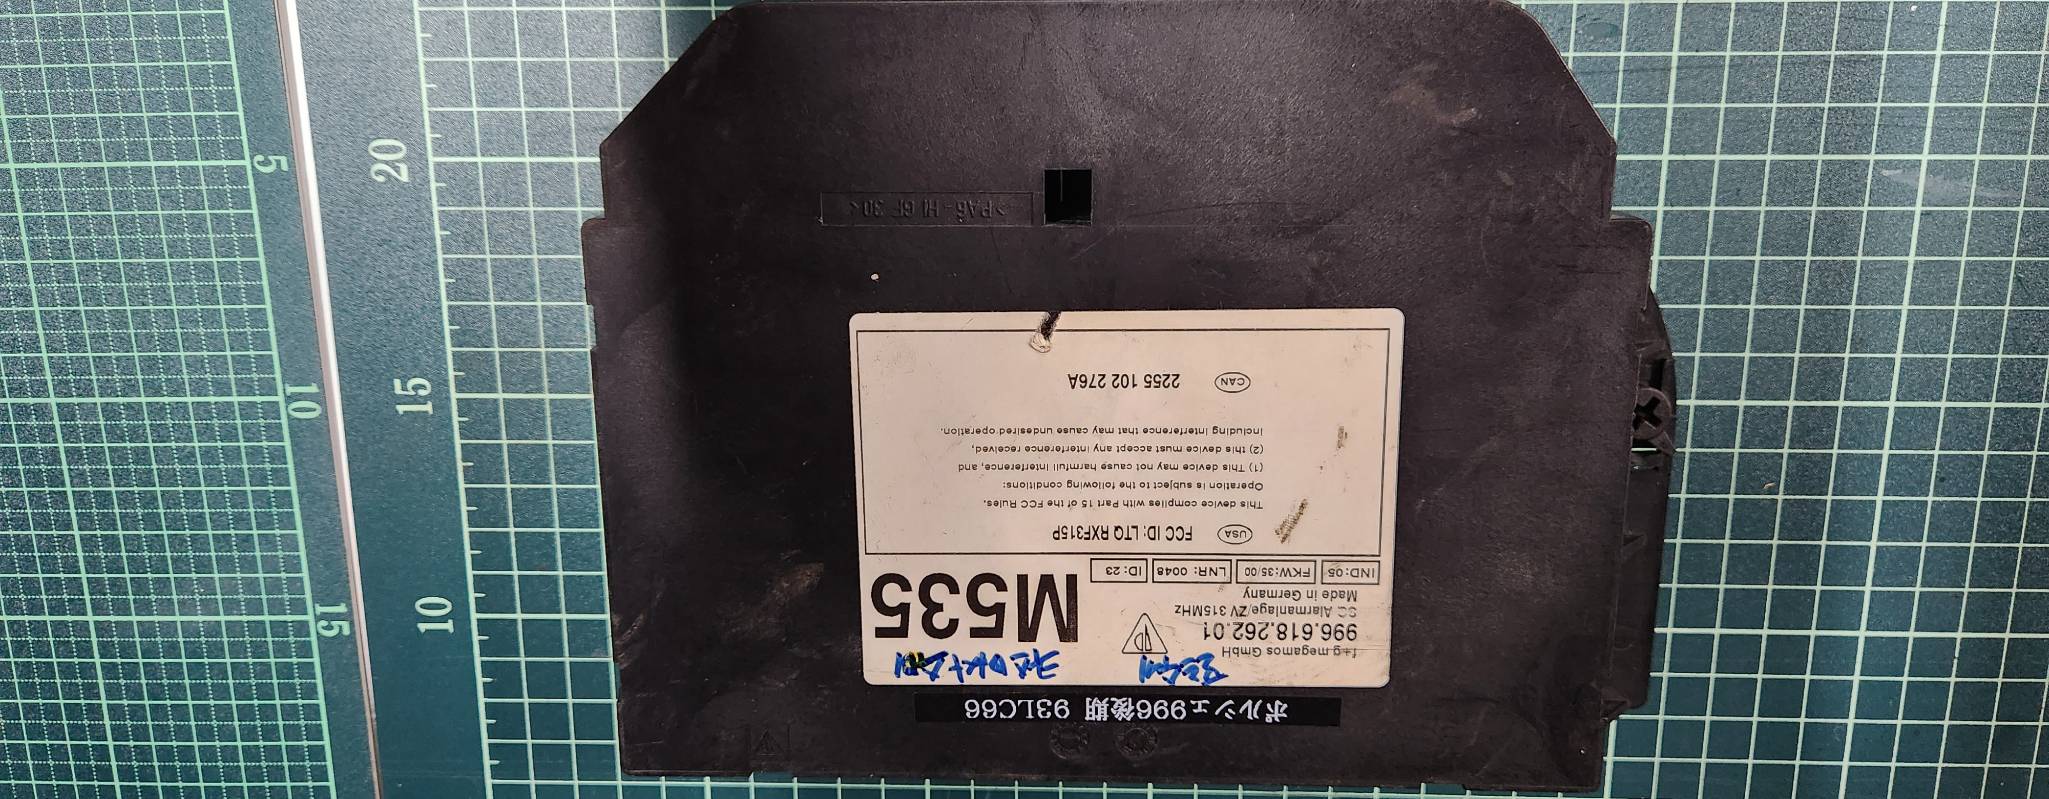 ポルシェ996後期 93LC66
f+g megamos GmbH
996.618.262.01
SC Alarmanlage/ZV 315MHz
Made in Germany
M535
IND:05 FKW:35/00 LNR: 0048 ID:23
USA FCC ID: LTQ RXF315P
This device complies with Part 15 of the FCC Rules.
Operation is subject to the following conditions:
(1) This device may not cause harmfull interference, and
(2) this device must accept any interference received,
including interference that may cause undesired operation.
CAN 2255 102 276A
>PA6-HI GF 30<
5
10
15
20
15
10